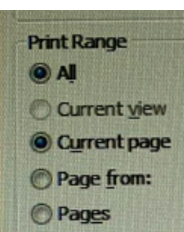 Print Range
All
Current view
Current page
Page from:
Pages